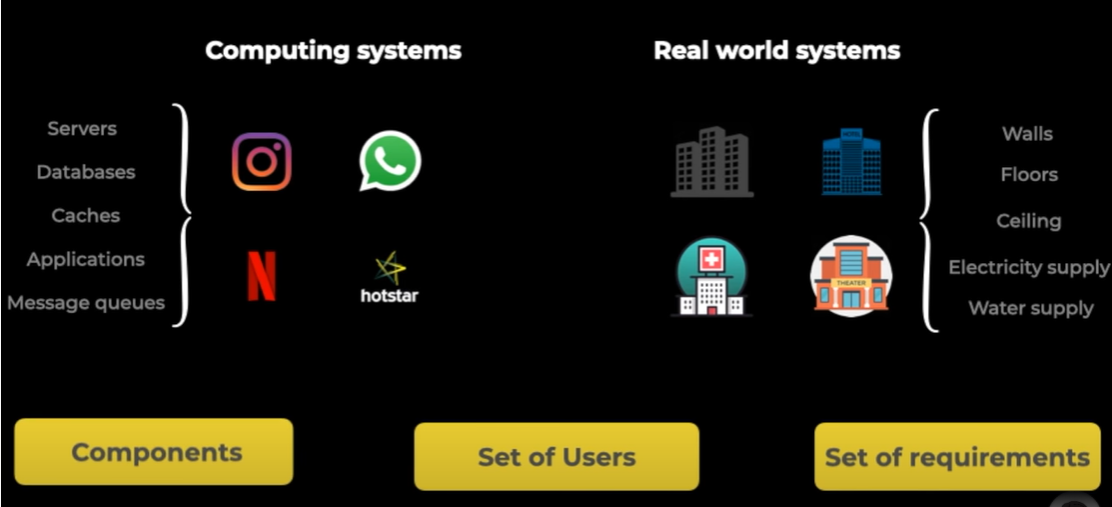 Computing systems
Real world systems
Servers
Databases
Caches
Applications
Message queues
N
hotstar
HOTEL
THEATER
Walls
Floors
Ceiling
Electricity supply
Water supply
Components
Set of Users
Set of requirements